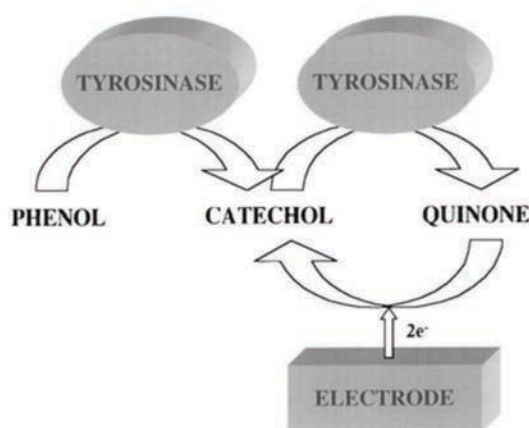 TYROSINASE TYROSINASE
PHENOL CATECHOL QUINONE
2e⁻
ELECTRODE